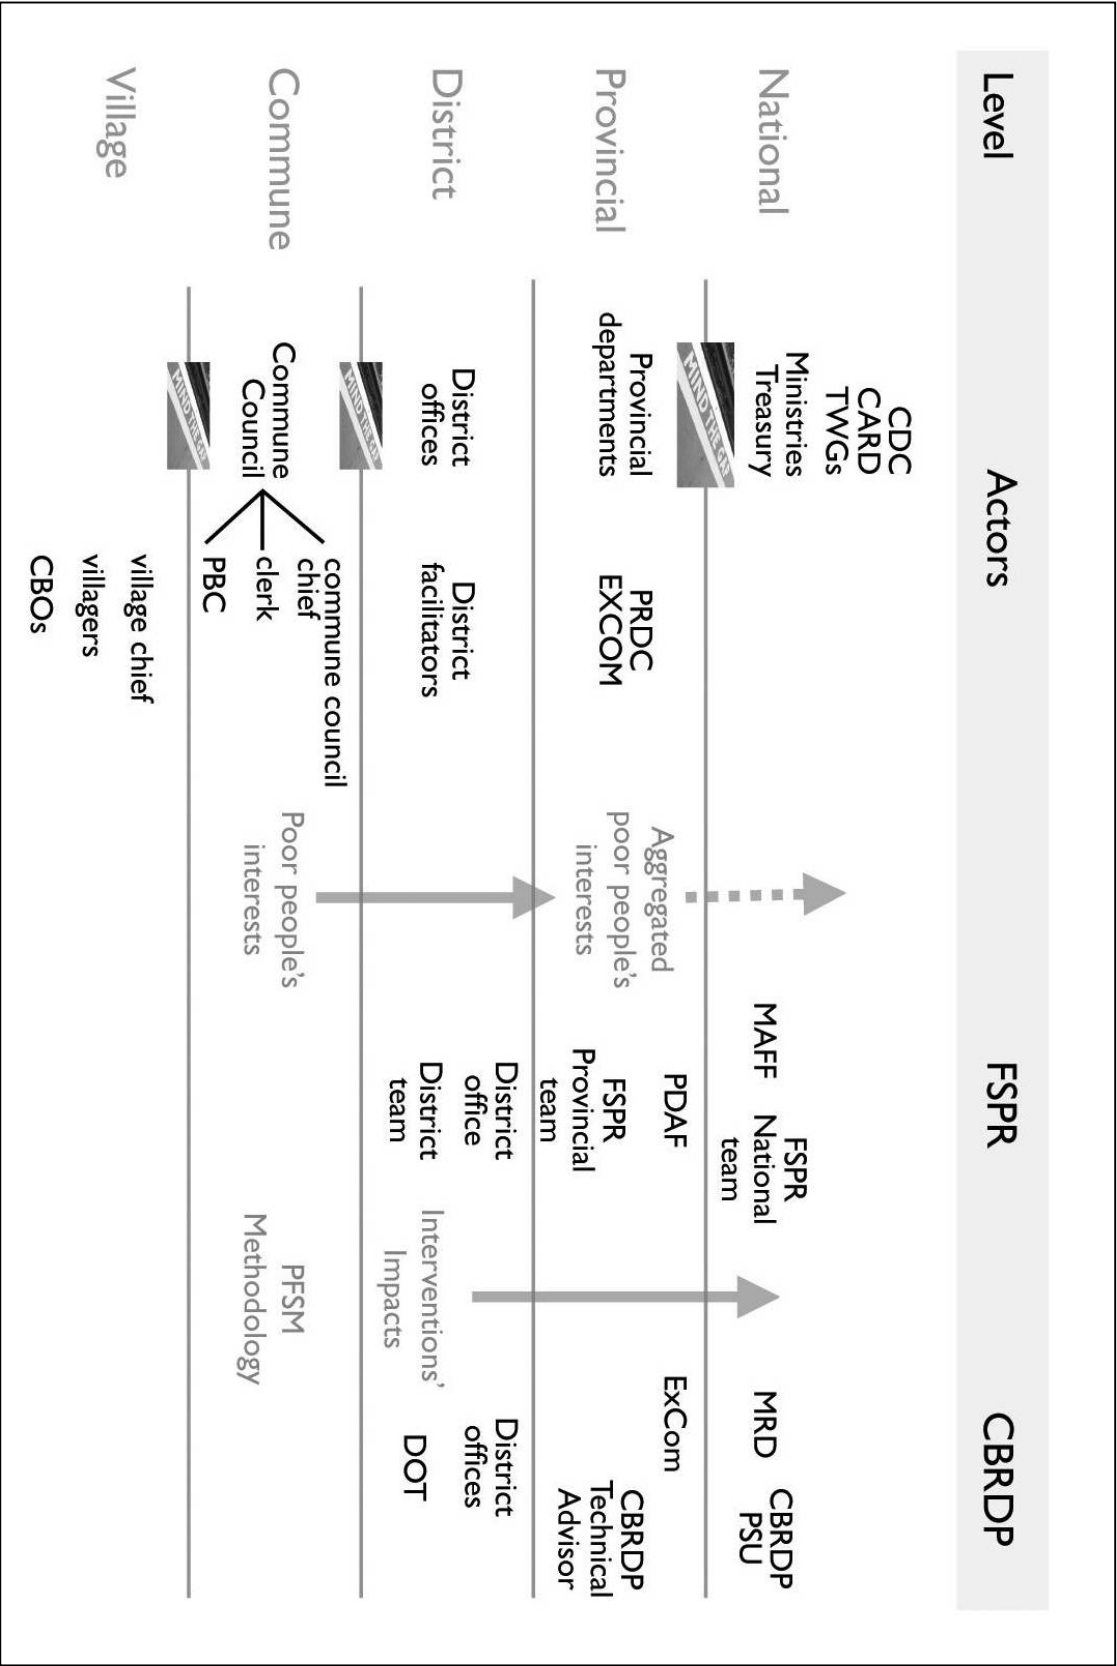 Level
Actors
FSPR
CBRDP
National
CDC
CARD
TWGs
Ministries
Treasury
MAFF
FSPR
National
team
MRD
CBRDP
PSU
MIND THE GAP
Provincial
Provincial
departments
PRDC
EXCOM
Aggregated
poor people's
interests
PDAF
FSPR
Provincial
team
ExCom
CBRDP
Technical
Advisor
District
District
offices
District
facilitators
District
office
District
team
Interventions'
Impacts
District
offices
DOT
MIND THE GAP
Commune
Commune
Council
commune council
chief
clerk
PBC
Poor people's
interests
PFSM
Methodology
MIND THE GAP
Village
village chief
villagers
CBOs